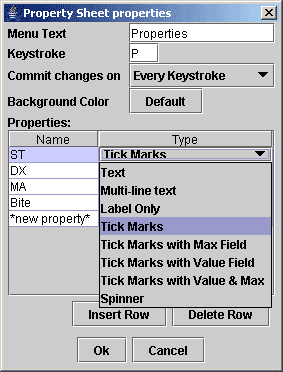 Property Sheet properties
Menu Text Properties
Keystroke P
Commit changes on Every Keystroke
Background Color Default
Properties:
Name Type
ST Tick Marks
DX Text
MA Multi-line text
Bite Label Only
*new property* Tick Marks
Tick Marks with Max Field
Tick Marks with Value Field
Tick Marks with Value & Max
Spinner
Insert Row Delete Row
Ok Cancel